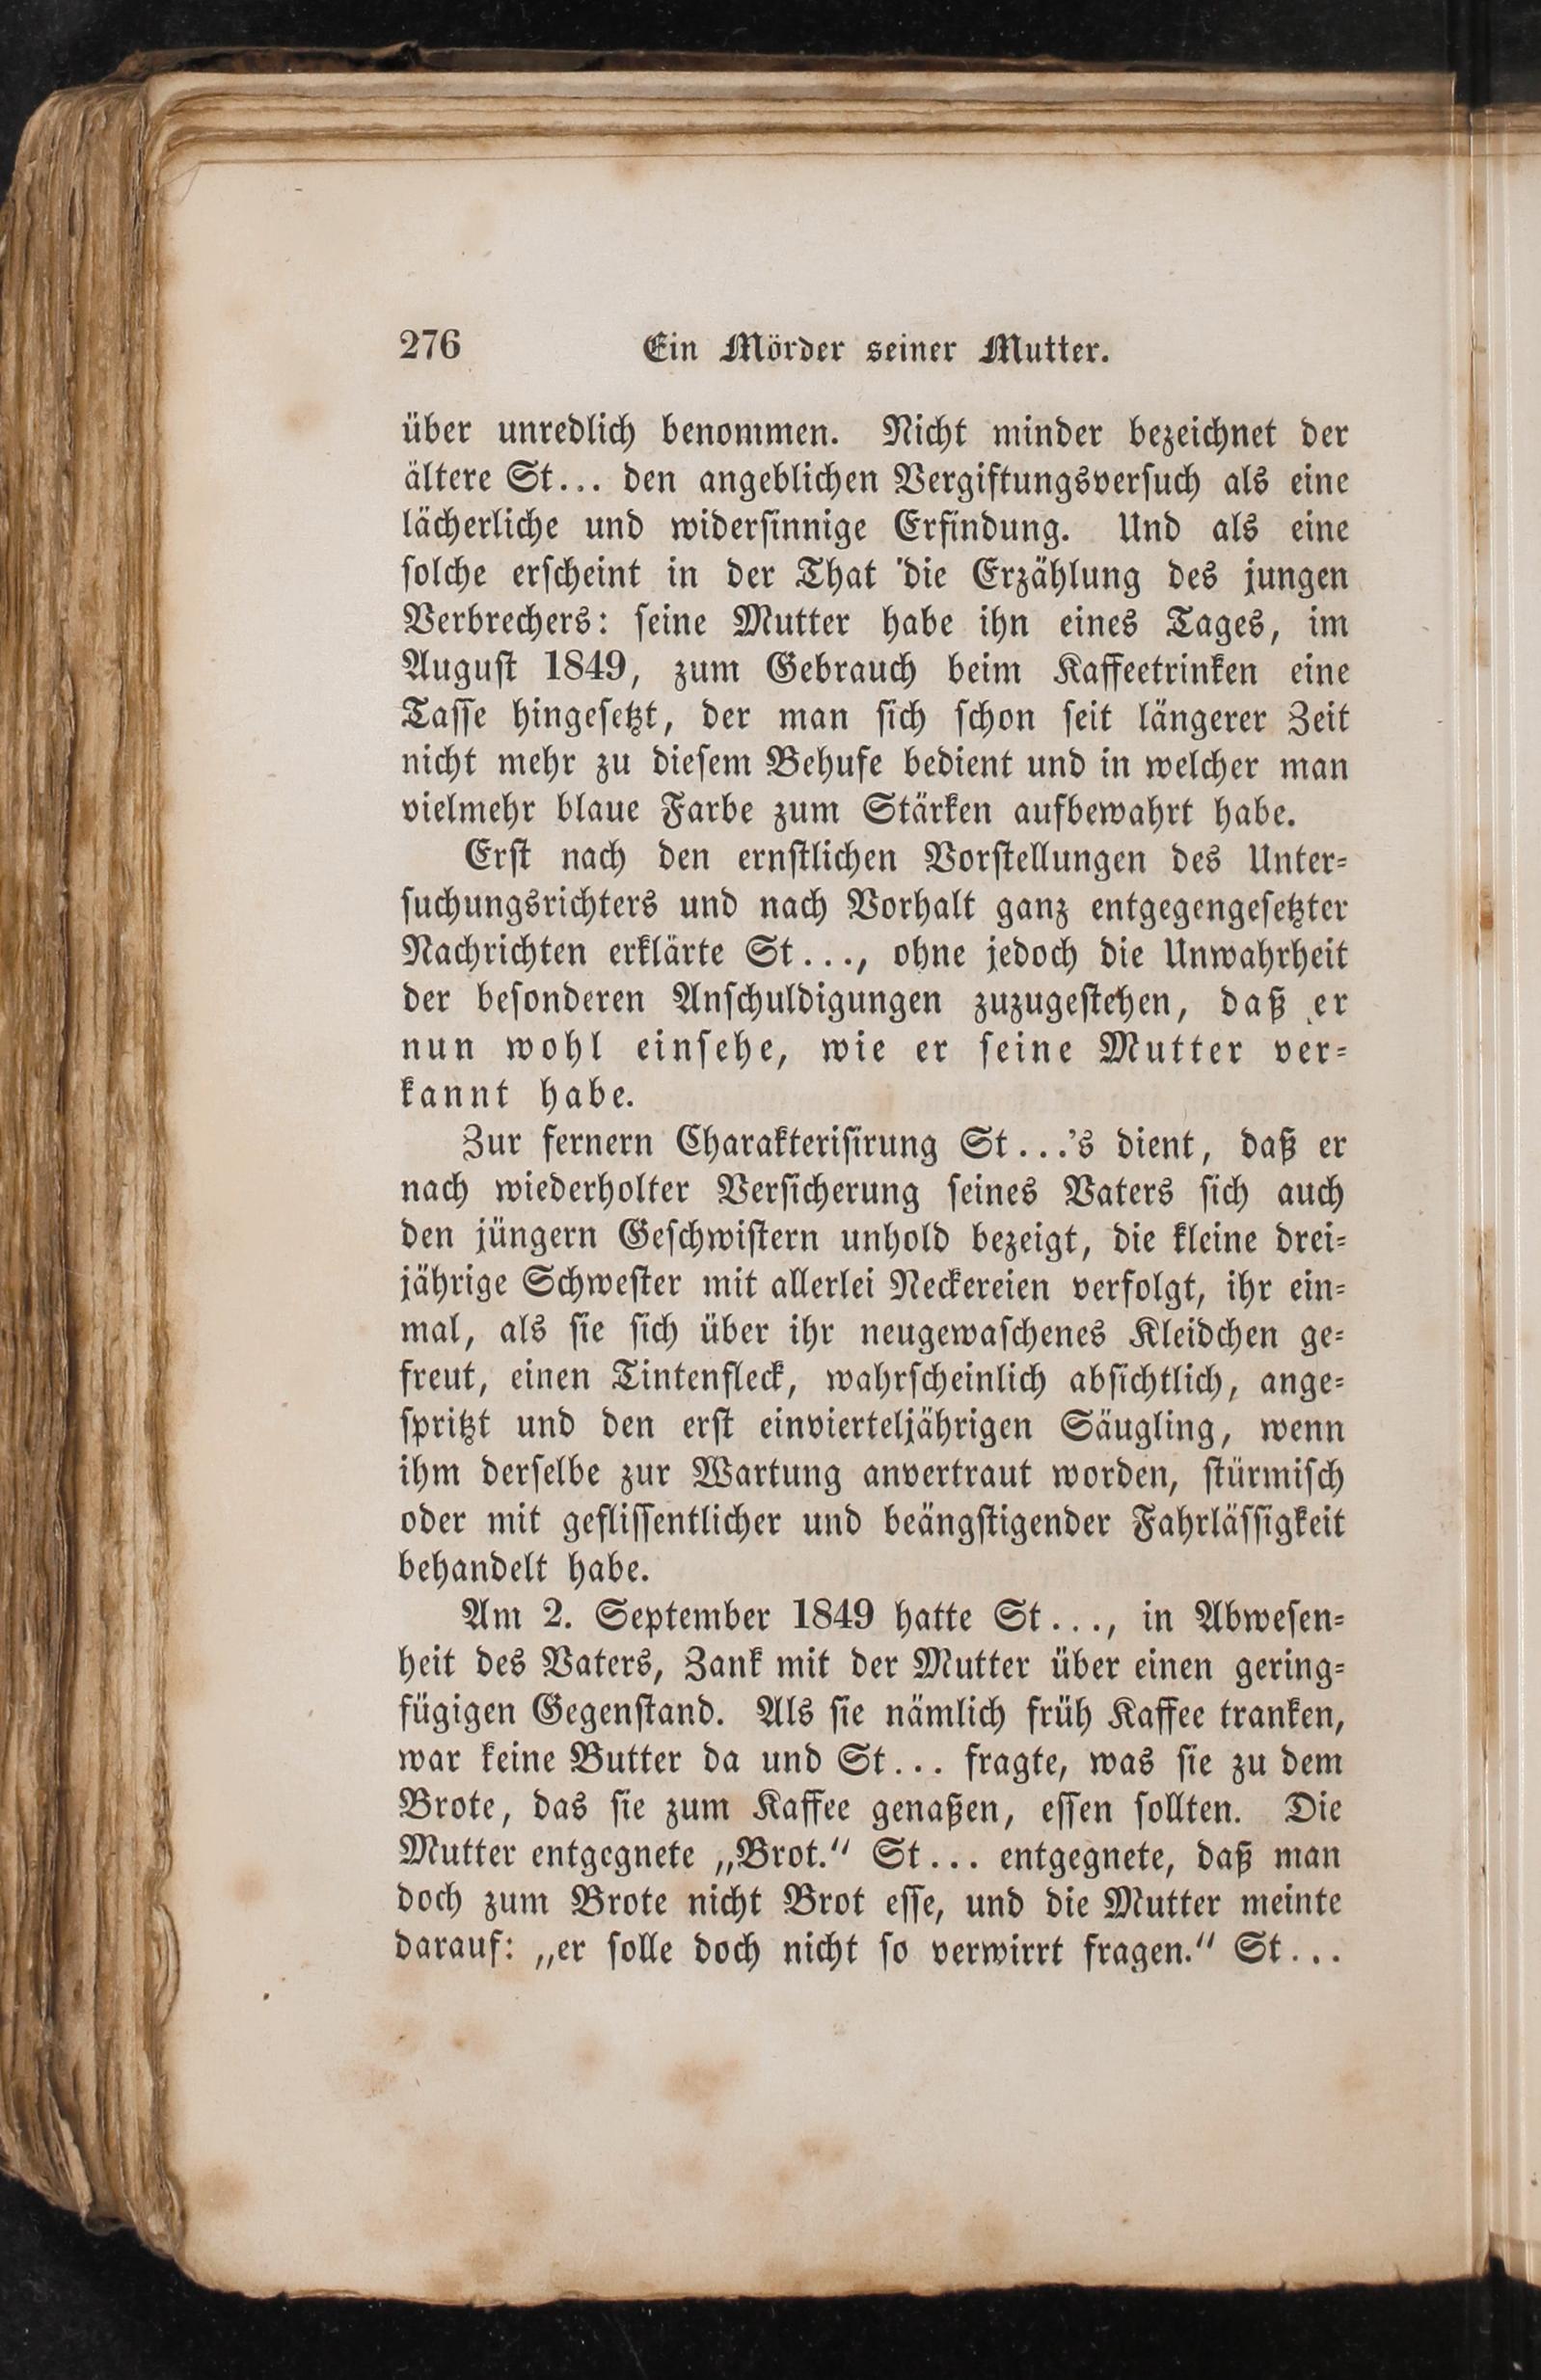 276 Ein Mörder seiner Mutter.
über unredlich benommen. Nicht minder bezeichnet der
ältere St... den angeblichen Vergiftungsverſuch als eine
lächerliche und widerſinnige Erfindung. Und als eine
ſolche erſcheint in der That die Erzählung des jungen
Verbrechers: ſeine Mutter habe ihn eines Tages, im
Auguſt 1849, zum Gebrauch beim Kaffeetrinken eine
Taſſe hingeſetzt, der man ſich ſchon ſeit längerer Zeit
nicht mehr zu dieſem Behufe bedient und in welcher man
vielmehr blaue Farbe zum Stärken aufbewahrt habe.
Erſt nach den ernſtlichen Vorſtellungen des Unter⸗
ſuchungsrichters und nach Vorhalt ganz entgegengeſetzter
Nachrichten erklärte St..., ohne jedoch die Unwahrheit
der beſonderen Anſchuldigungen zuzugeſtehen, daß er
nun wohl einſehe, wie er ſeine Mutter ver⸗
kannt habe.
Zur fernern Charakteriſirung St...'s dient, daß er
nach wiederholter Verſicherung ſeines Vaters ſich auch
den jüngern Geſchwiſtern unhold bezeigt, die kleine drei⸗
jährige Schweſter mit allerlei Neckereien verfolgt, ihr ein⸗
mal, als ſie ſich über ihr neugewaſchenes Kleidchen ge⸗
freut, einen Tintenfleck, wahrſcheinlich abſichtlich, ange⸗
ſpritzt und den erſt einvierteljährigen Säugling, wenn
ihm derſelbe zur Wartung anvertraut worden, ſtürmiſch
oder mit gefliſſentlicher und beängſtigender Fahrläſſigkeit
behandelt habe.
Am 2. September 1849 hatte St..., in Abweſen⸗
heit des Vaters, Zank mit der Mutter über einen gering⸗
fügigen Gegenſtand. Als ſie nämlich früh Kaffee tranken,
war keine Butter da und St... fragte, was ſie zu dem
Brote, das ſie zum Kaffee genaßen, eſſen ſollten. Die
Mutter entgegnete „Brot.“ St... entgegnete, daß man
doch zum Brote nicht Brot eſſe, und die Mutter meinte
darauf: „er ſolle doch nicht ſo verwirrt fragen.“ St...